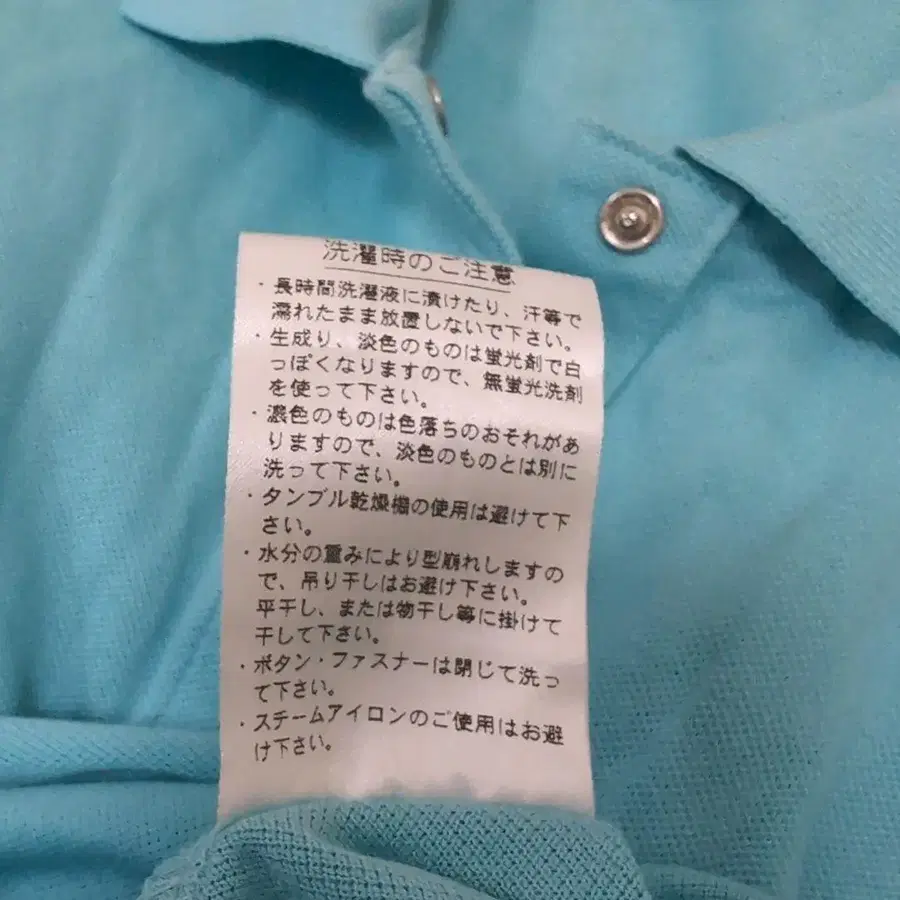 洗濯時のご注意
・長時間洗濯液に漬けたり、汗等で
濡れたまま放置しないで下さい。
・生成り、淡色のものは蛍光剤で白
っぽくなりますので、無蛍光洗剤
を使って下さい。
・濃色のものは色落ちのおそれがあ
りますので、淡色のものとは別に
洗って下さい。
・タンブル乾燥機の使用は避けて下
さい。
・水分の重みにより型崩れしますの
で、吊り干しはお避け下さい。
平干し、または物干し等に掛けて
干して下さい。
・ボタン・ファスナーは閉じて洗っ
て下さい。
・スチームアイロンのご使用はお避
け下さい。